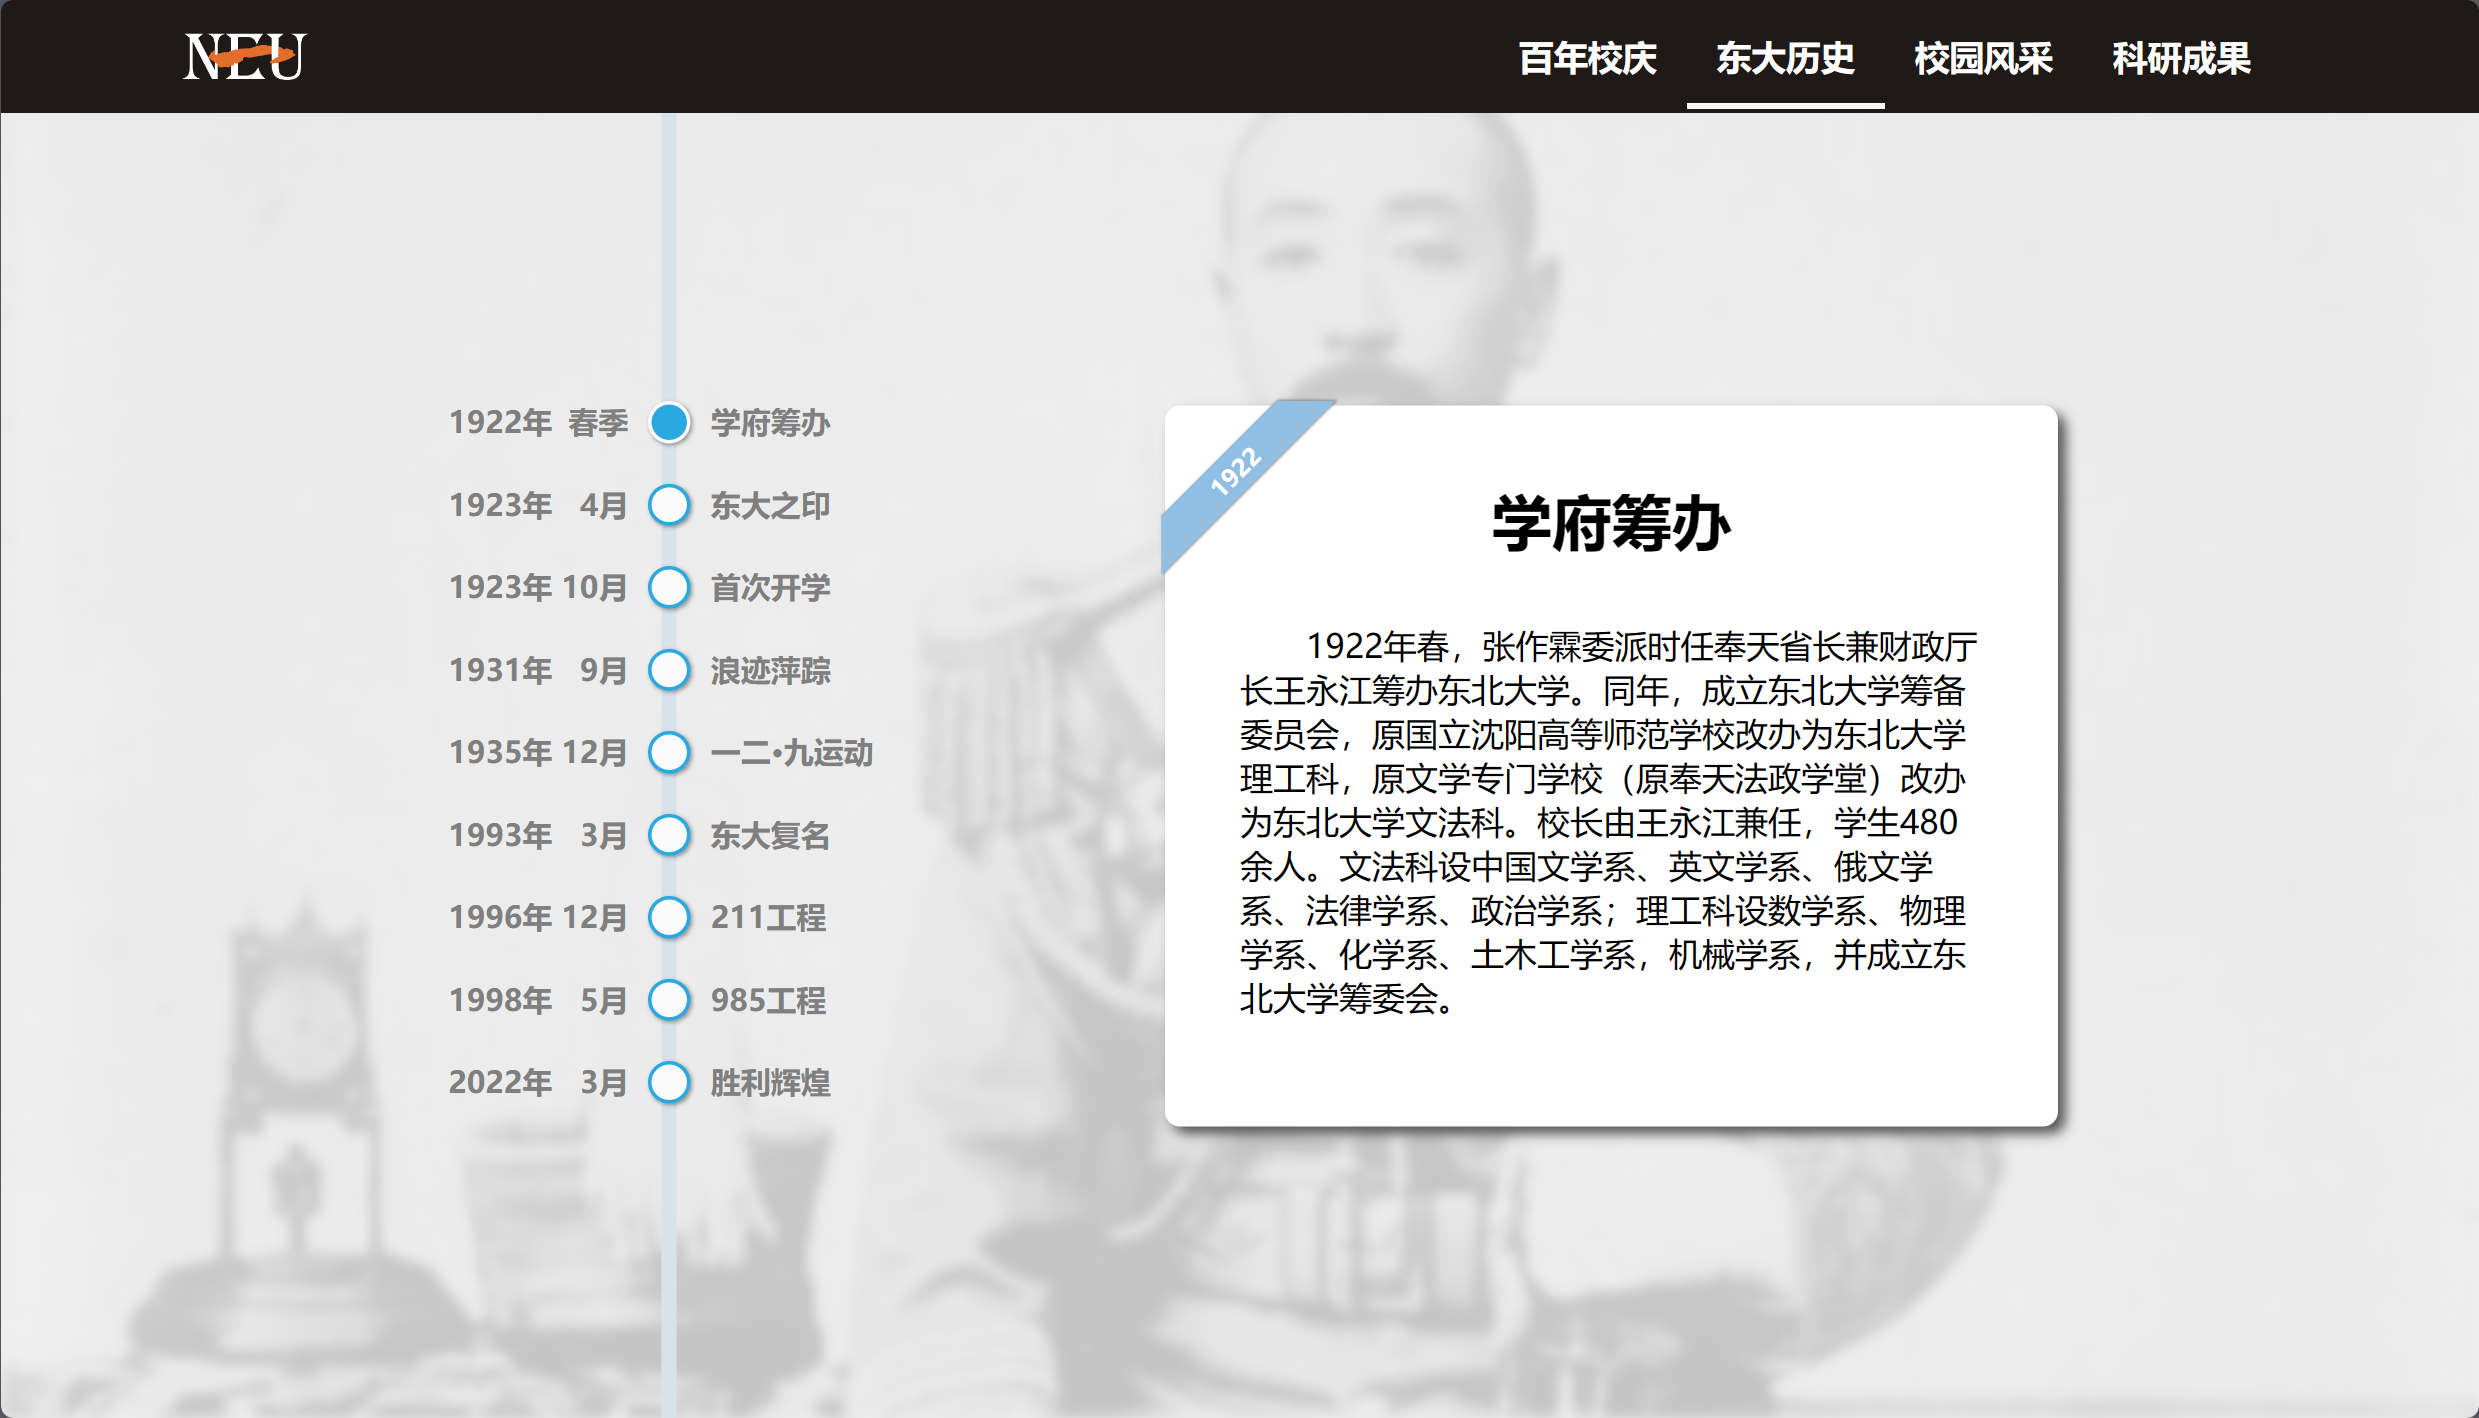 NEU
百年校庆 东大历史 校园风采 科研成果
1922年 春季 学府筹办
1923年 4月 东大之印
1923年 10月 首次开学
1931年 9月 浪迹萍踪
1935年 12月 一二·九运动
1993年 3月 东大复名
1996年 12月 211工程
1998年 5月 985工程
2022年 3月 胜利辉煌
1922
学府筹办
1922年春，张作霖委派时任奉天省长兼财政厅
长王永江筹办东北大学。同年，成立东北大学筹备
委员会，原国立沈阳高等师范学校改办为东北大学
理工科，原文学专门学校（原奉天法政学堂）改办
为东北大学文法科。校长由王永江兼任，学生480
余人。文法科设中国文学系、英文学系、俄文学
系、法律学系、政治学系；理工科设数学系、物理
学系、化学系、土木工学系，机械学系，并成立东
北大学筹委会。